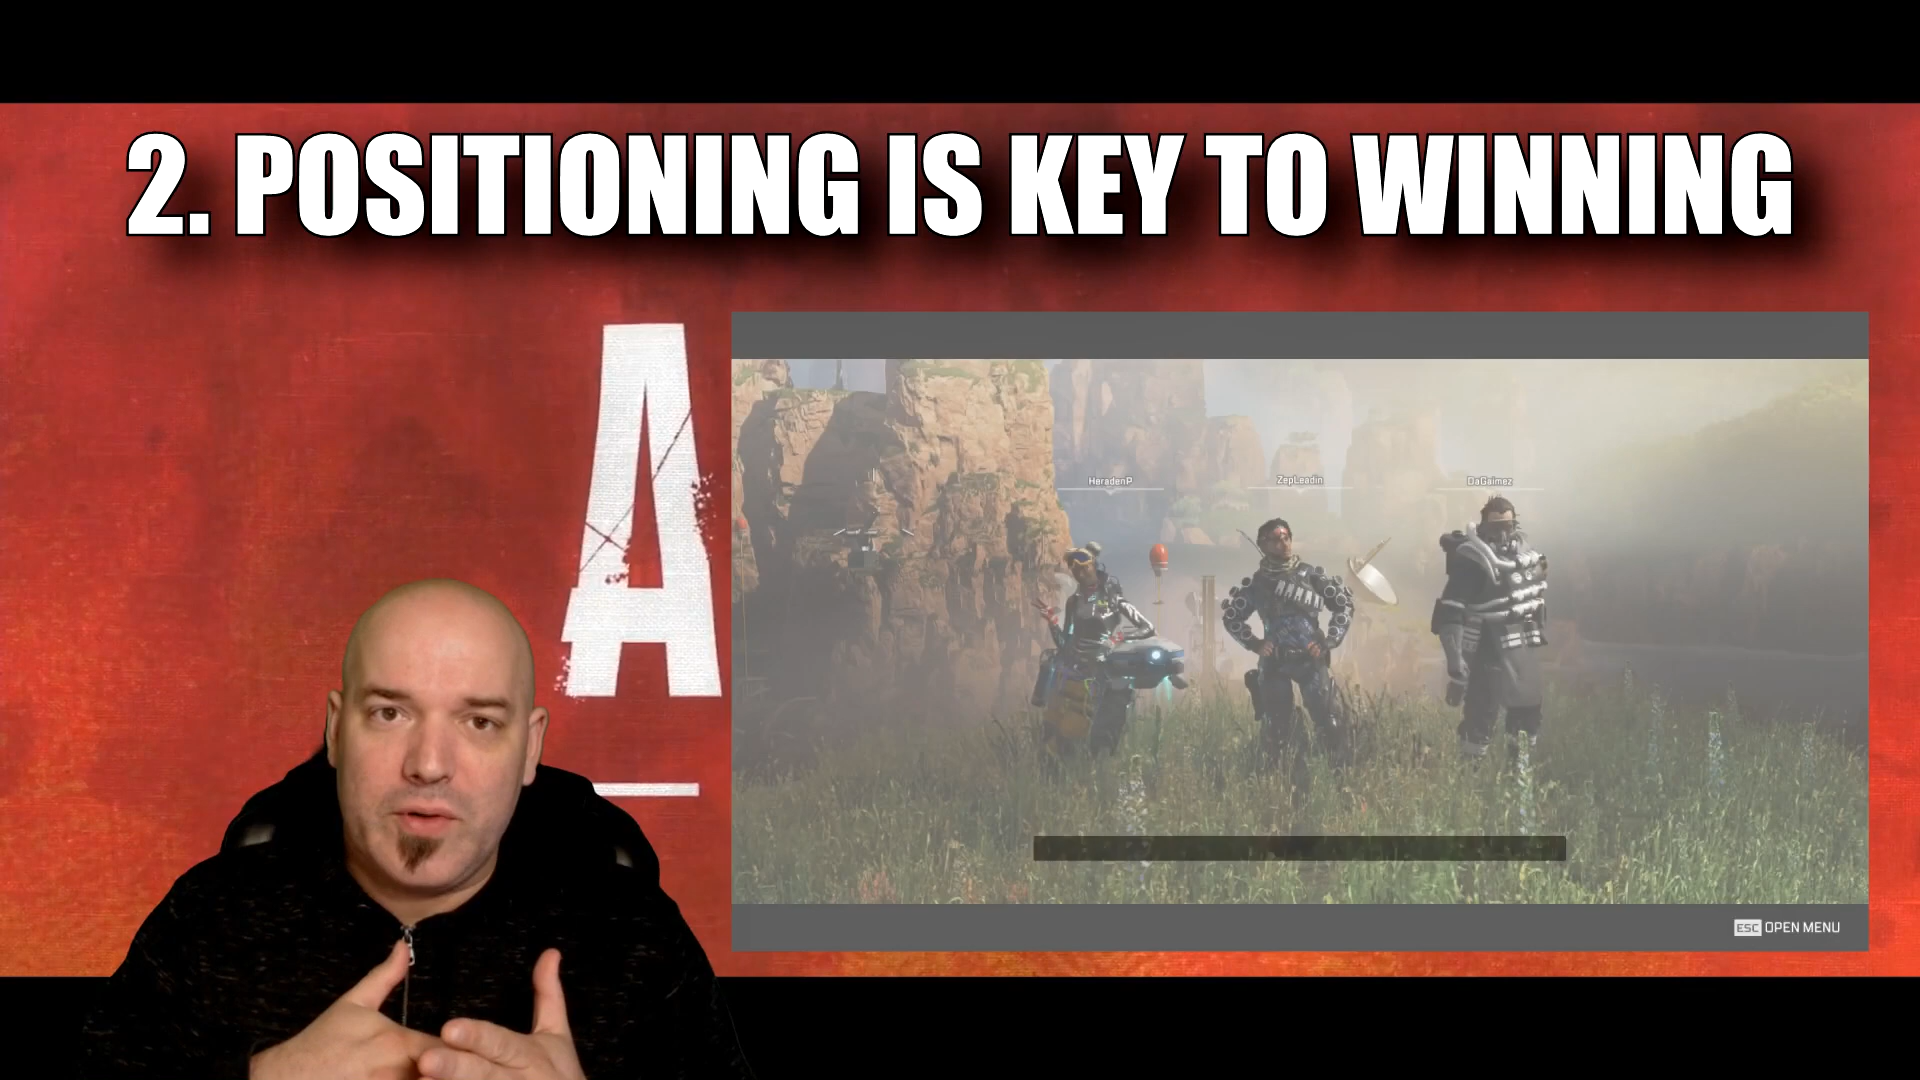 2. POSITIONING IS KEY TO WINNING
A
HeradenP
ZepLeadin
DaGaimez
ESC OPEN MENU